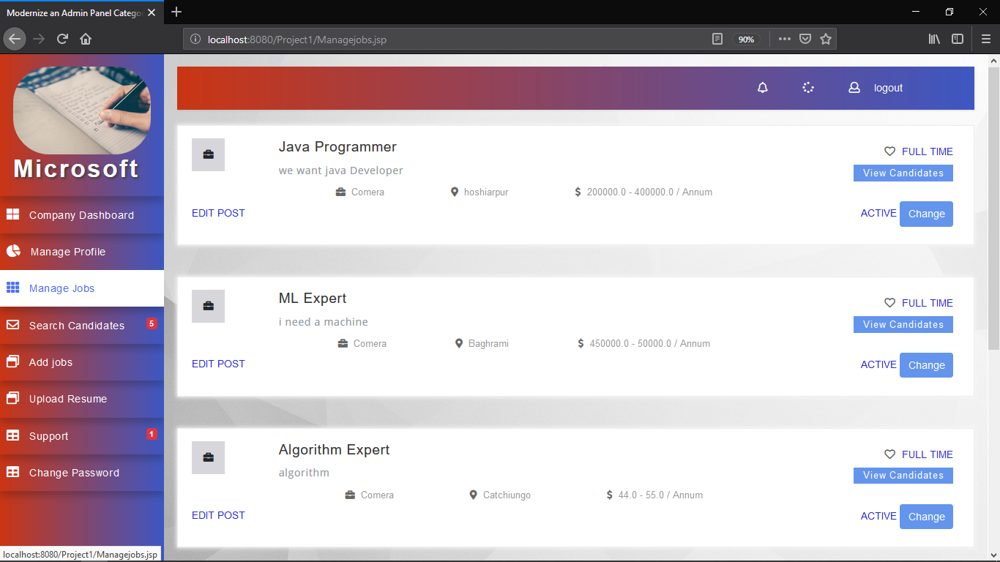 Modernize an Admin Panel Catego
localhost:8080/Project1/Managejobs.jsp
90%
Microsoft
Company Dashboard
Manage Profile
Manage Jobs
Search Candidates 5
Add jobs
Upload Resume
Support 1
Change Password
logout
Java Programmer
FULL TIME
we want java Developer
View Candidates
Comera hoshiarpur $ 200000.0 - 400000.0 / Annum
EDIT POST ACTIVE Change
ML Expert
FULL TIME
i need a machine
View Candidates
Comera Baghrami $ 450000.0 - 50000.0 / Annum
EDIT POST ACTIVE Change
Algorithm Expert
FULL TIME
algorithm
View Candidates
Comera Catchiungo $ 44.0 - 55.0 / Annum
EDIT POST ACTIVE Change
localhost:8080/Project1/Managejobs.jsp